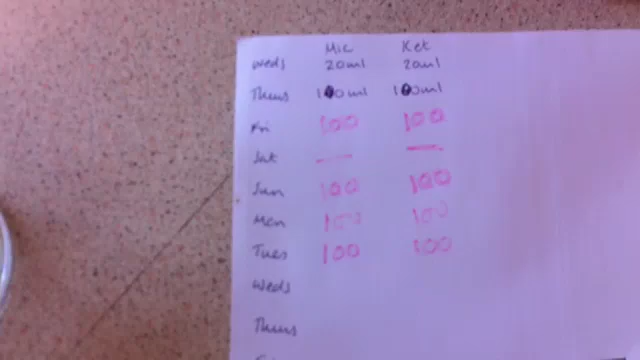 Mic Ket
Weds 20ml 20ml
Thurs 100ml 100ml
Fri 100 100
Sat — —
Sun 100 100
Mon 100 100
Tues 100 100
Weds
Thurs